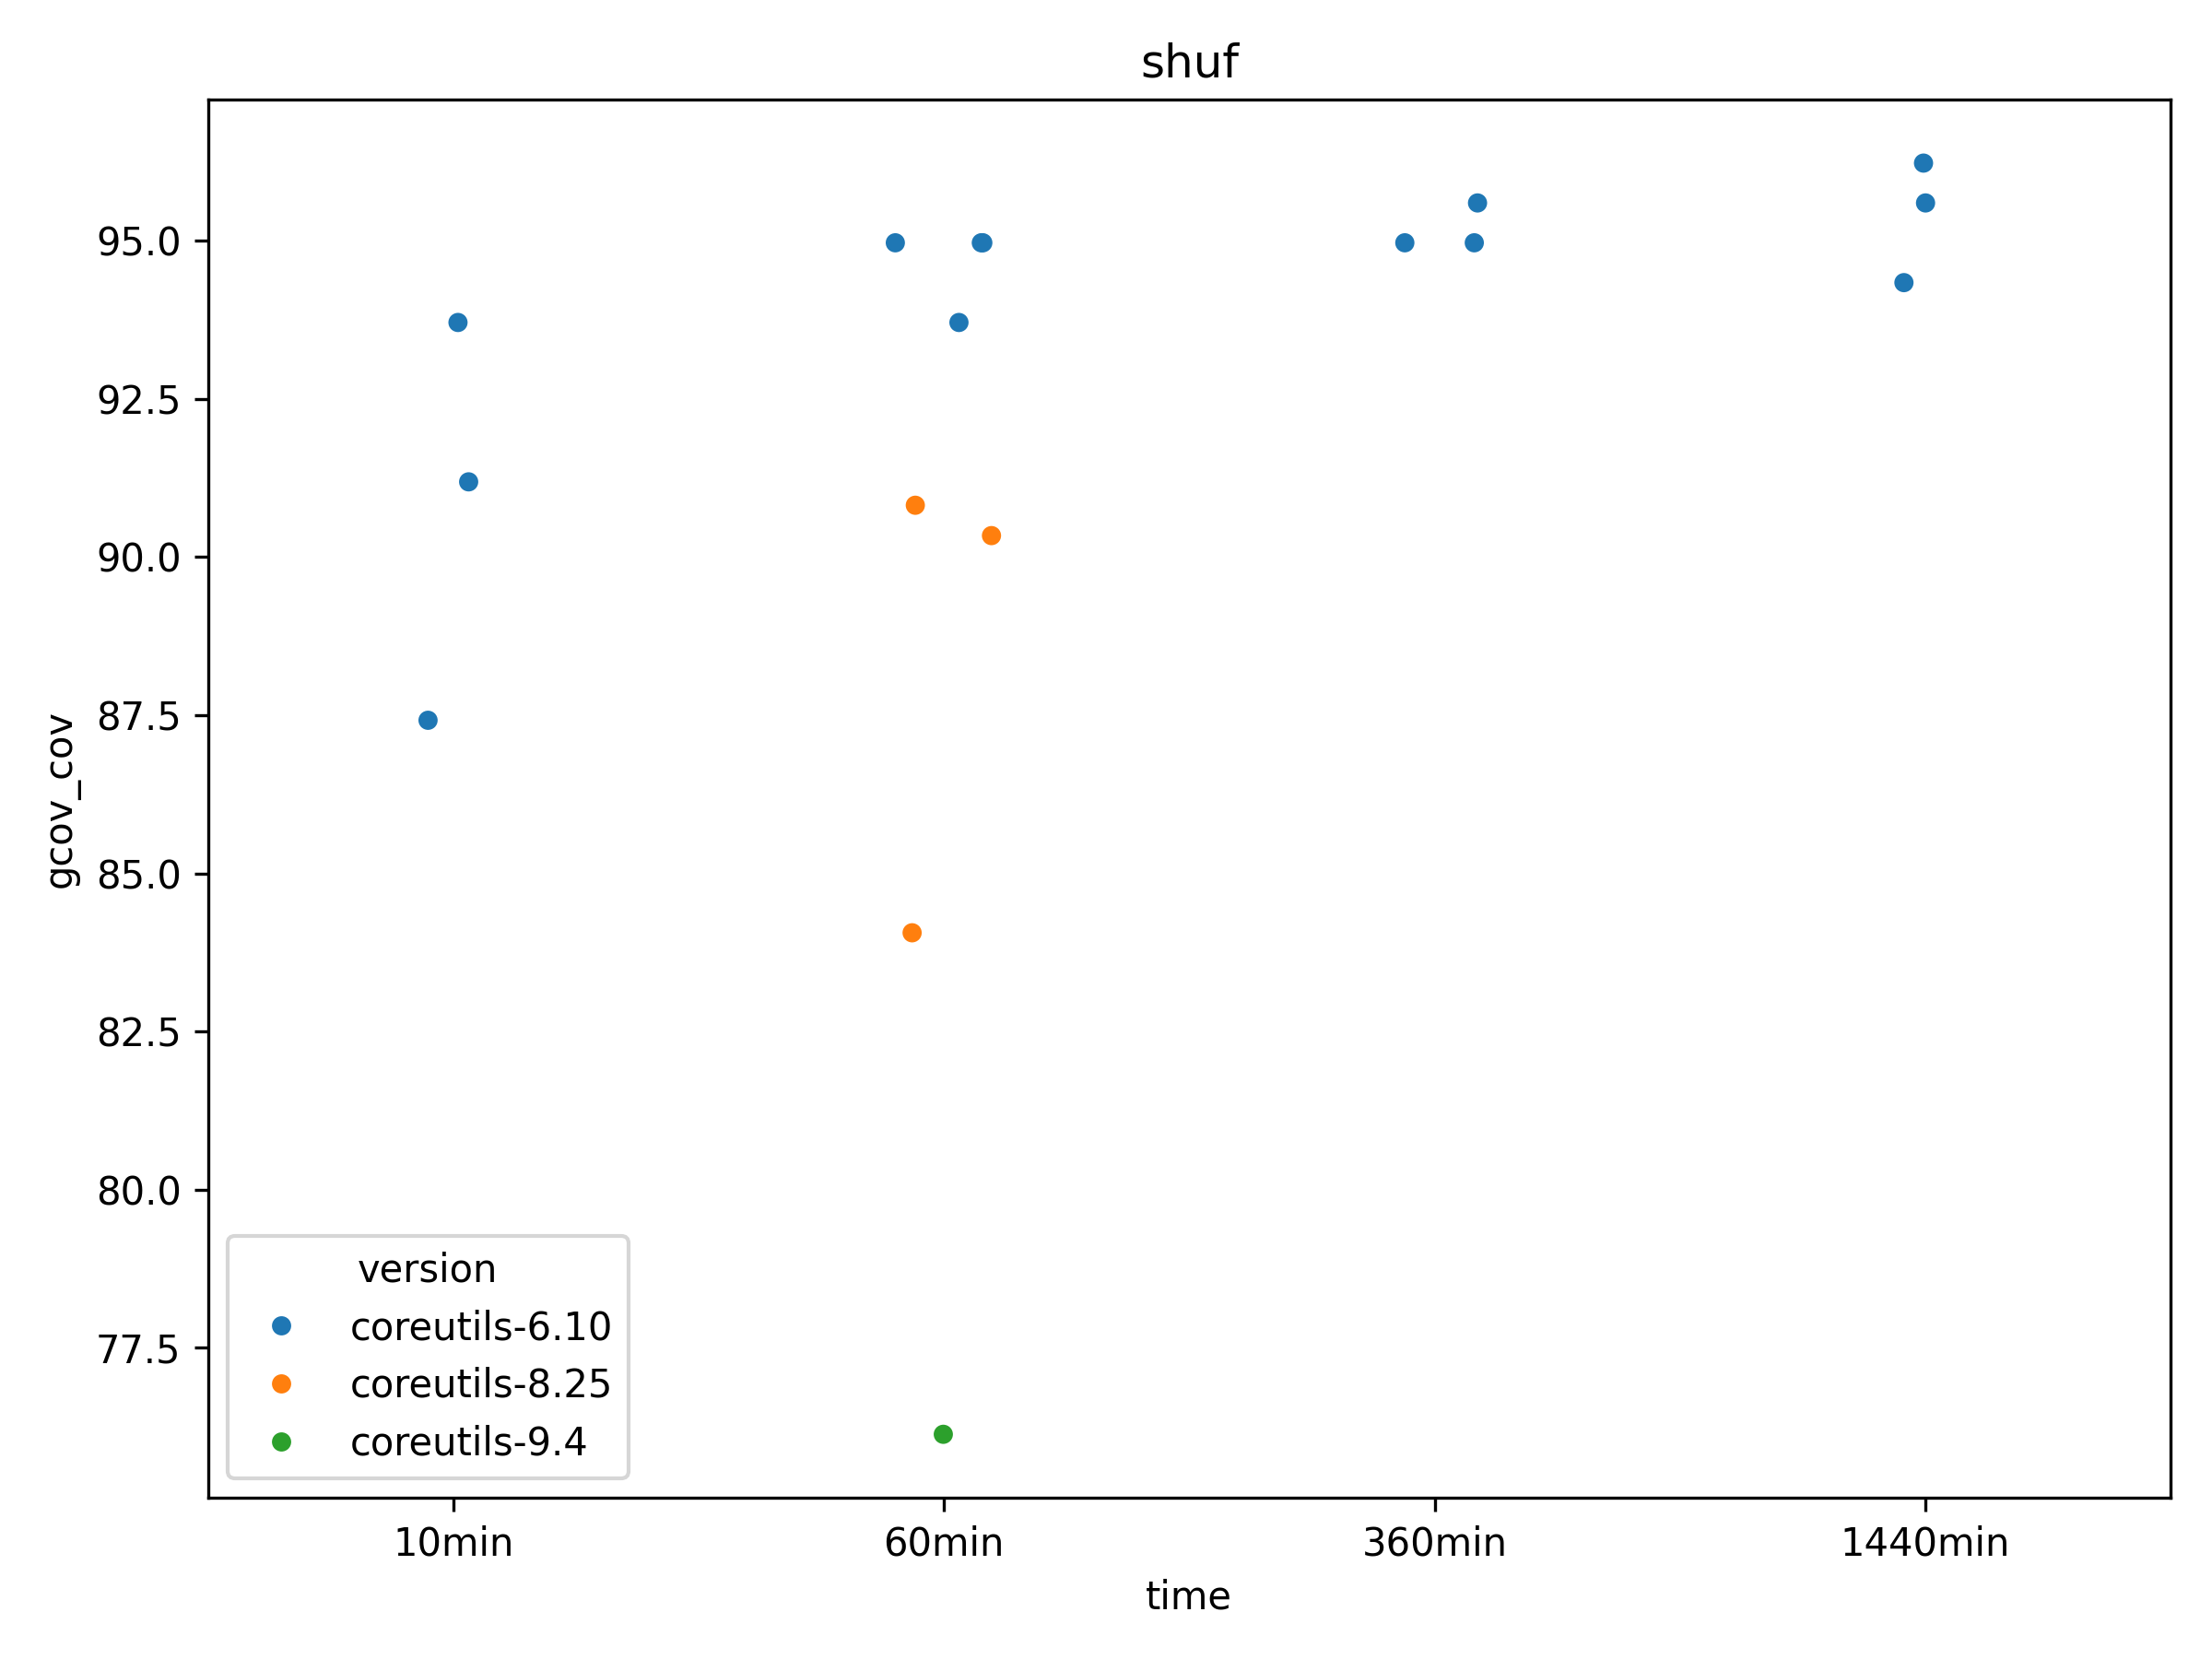 shuf
gcov_cov
95.0
92.5
90.0
87.5
85.0
82.5
80.0
77.5
version
coreutils-6.10
coreutils-8.25
coreutils-9.4
10min 60min 360min 1440min
time